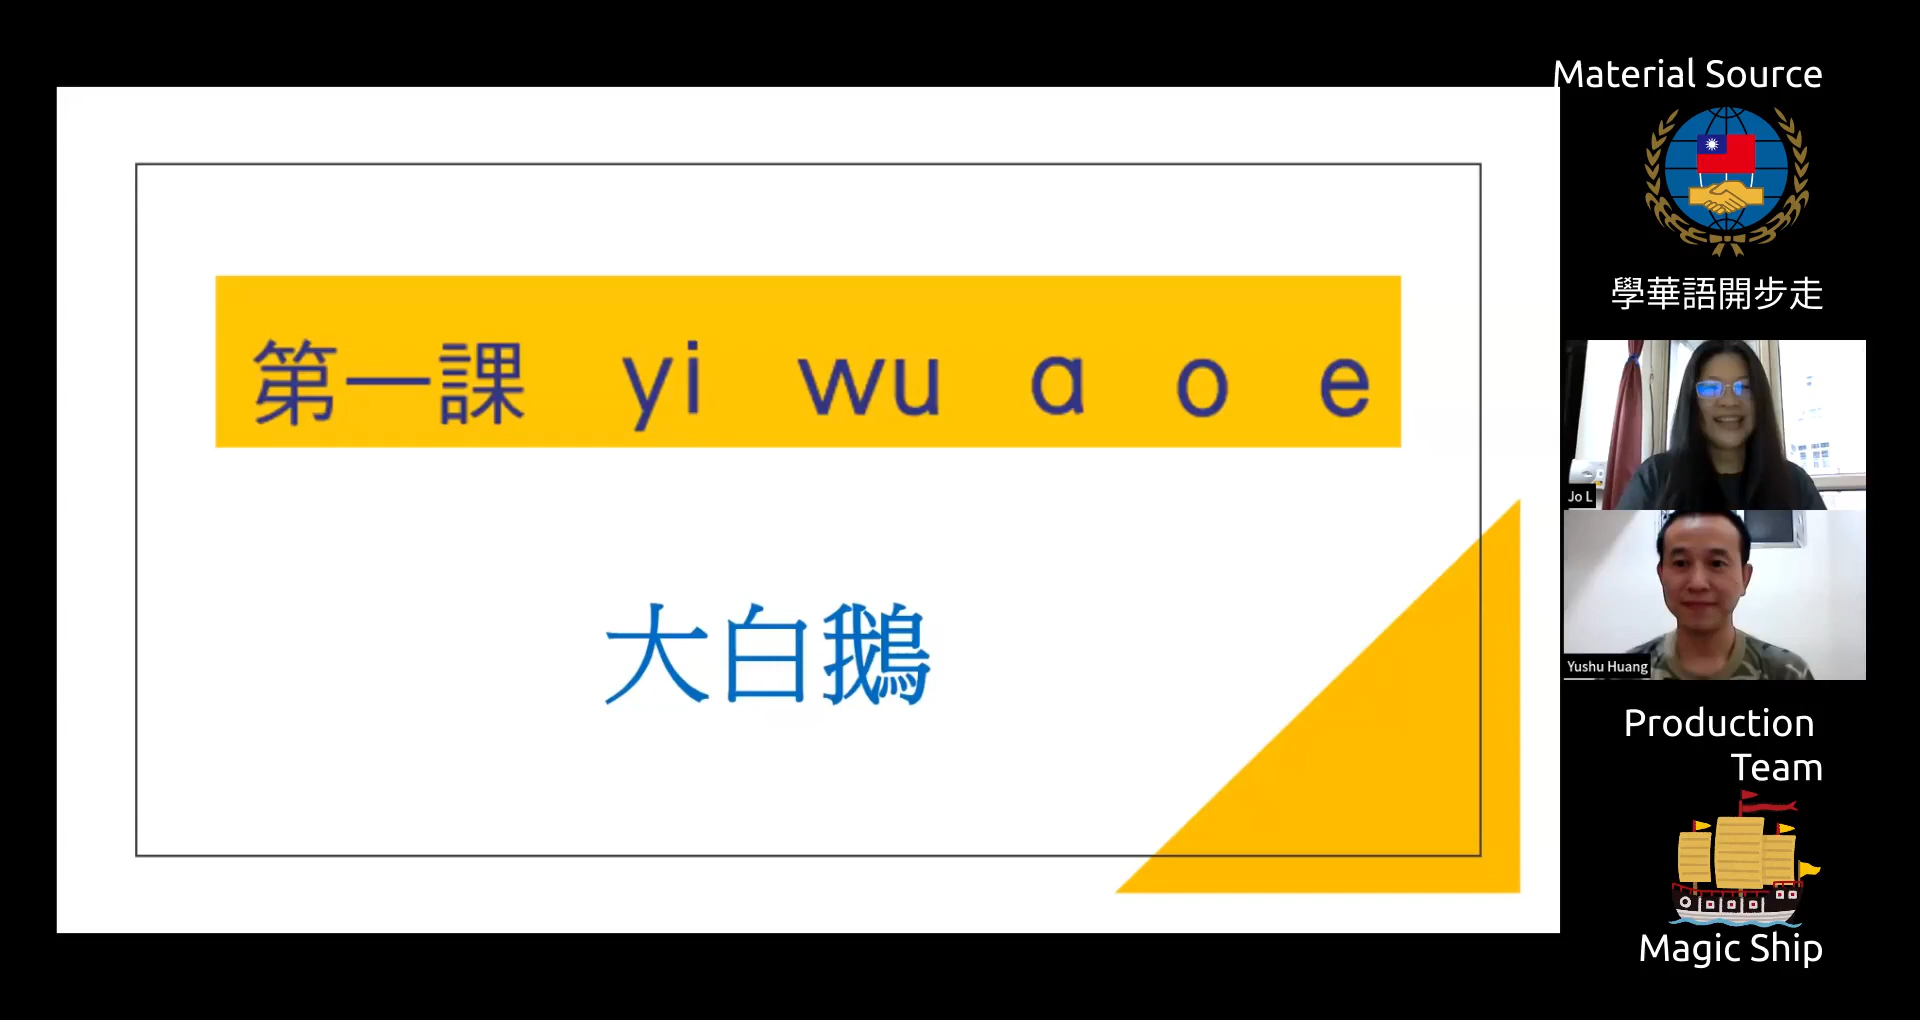 第一課 yi wu a o e
大白鵝
Material Source
學華語開步走
Jo L
Yushu Huang
Production
Team
Magic Ship